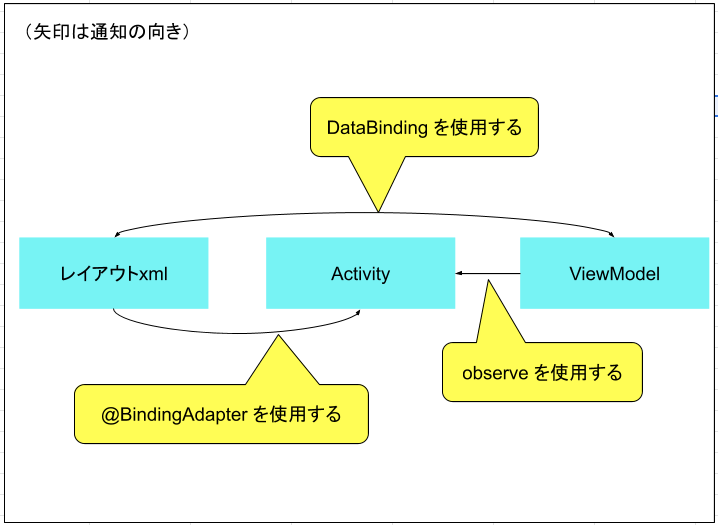 （矢印は通知の向き）
DataBinding を使用する
レイアウトxml
Activity
ViewModel
observe を使用する
@BindingAdapter を使用する